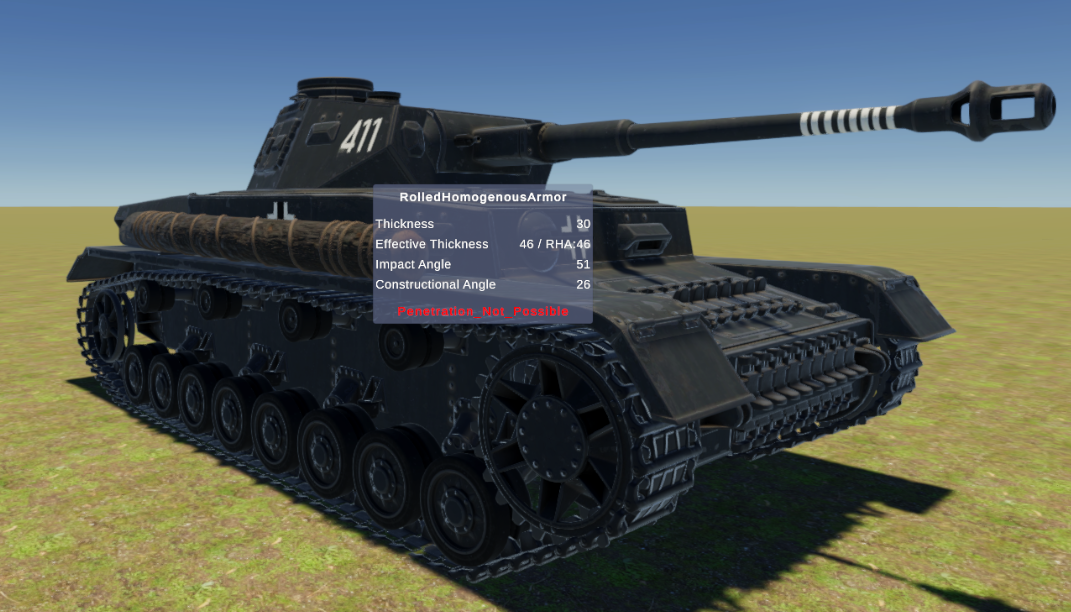 411
RolledHomogenousArmor
Thickness 30
Effective Thickness 46 / RHA:46
Impact Angle 51
Constructional Angle 26
Penetration Not Possible